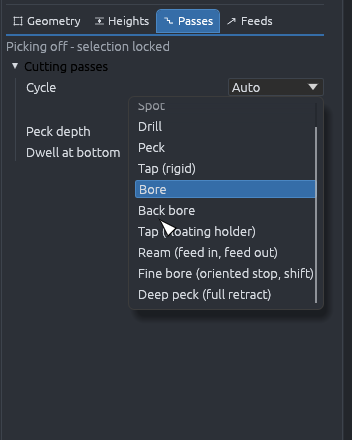 Geometry Heights Passes Feeds
Picking off - selection locked
Cutting passes
Cycle Auto
Spot
Drill
Peck depth
Peck
Dwell at bottom
Tap (rigid)
Bore
Back bore
Tap (floating holder)
Ream (feed in, feed out)
Fine bore (oriented stop, shift)
Deep peck (full retract)